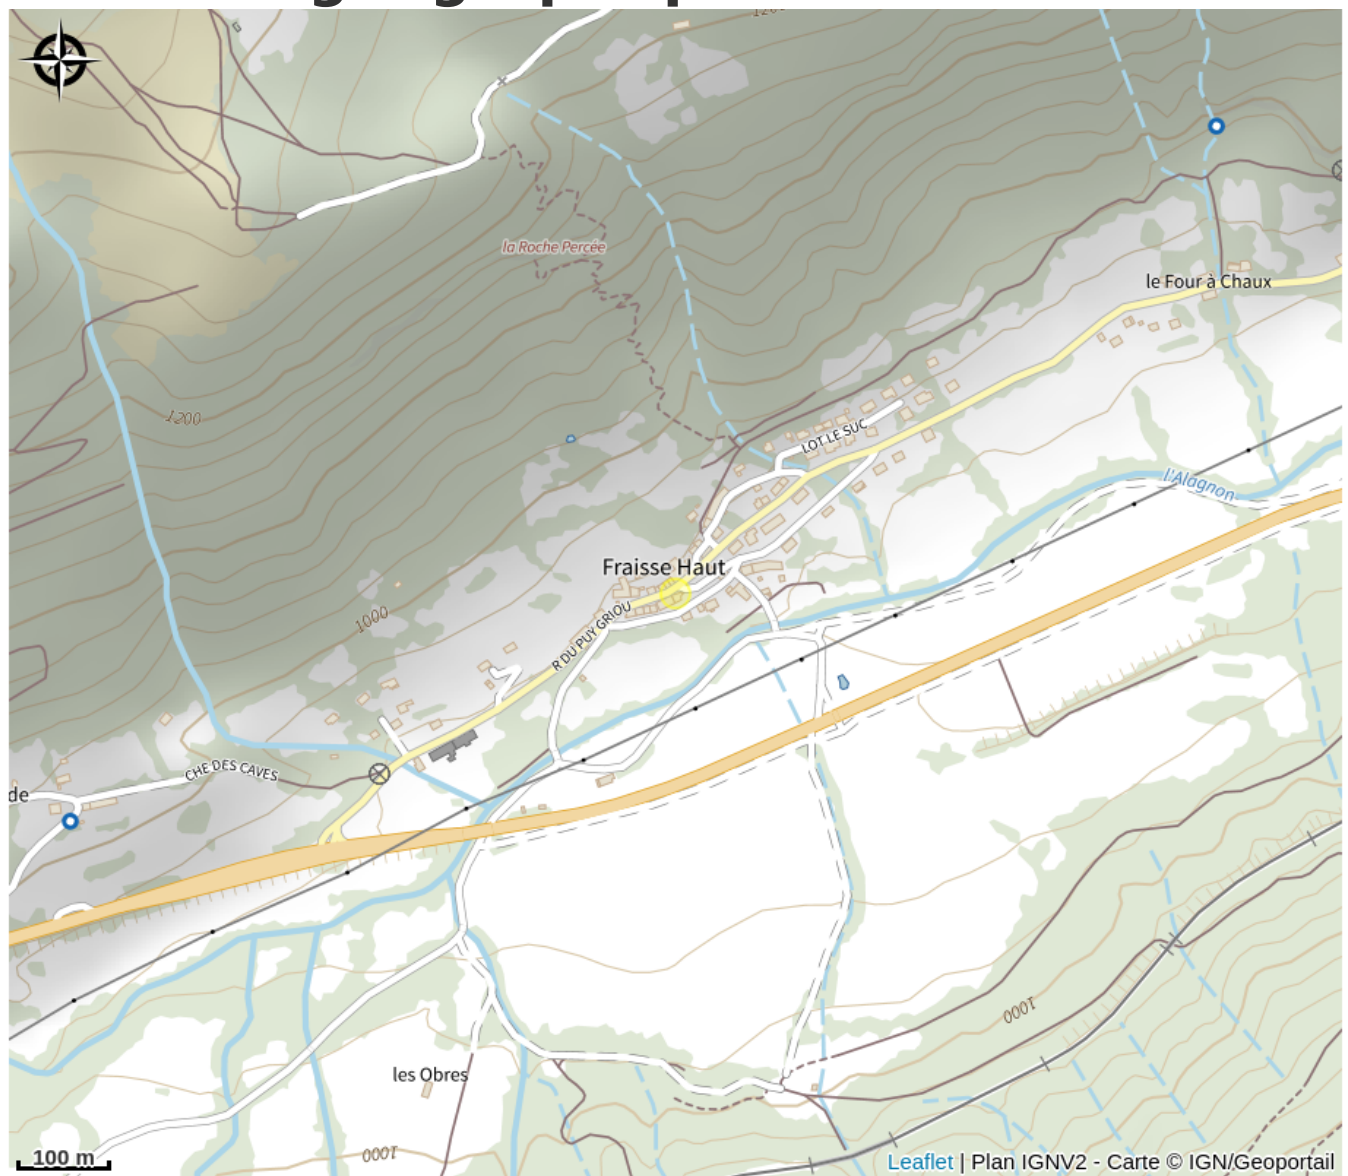 1200
la Roche Percée
le Four à Chaux
1200
LOT LE SUC
l'Alagnon
Fraisse Haut
1000
R DU PUY GRIOU
CHE DES CAVES
de
1000
les Obres
1000
100 m
Leaflet | Plan IGNV2 - Carte © IGN/Geoportail